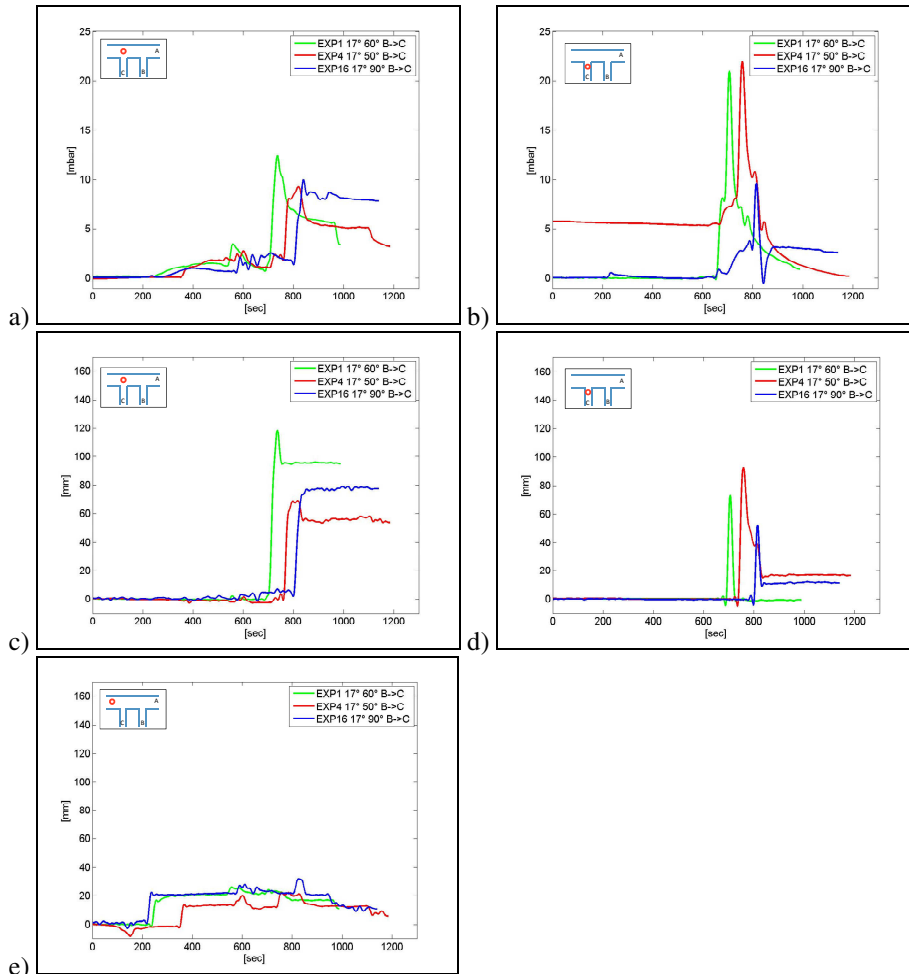 25
20
15
10
5
0
[mbar]
0 200 400 600 800 1000 1200
[sec]
A
C B
EXP1 17° 60° B->C
EXP4 17° 50° B->C
EXP16 17° 90° B->C
a)
25
20
15
10
5
0
[mbar]
0 200 400 600 800 1000 1200
[sec]
A
C B
EXP1 17° 60° B->C
EXP4 17° 50° B->C
EXP16 17° 90° B->C
b)
160
140
120
100
80
60
40
20
0
[mm]
0 200 400 600 800 1000 1200
[sec]
A
C B
EXP1 17° 60° B->C
EXP4 17° 50° B->C
EXP16 17° 90° B->C
c)
160
140
120
100
80
60
40
20
0
[mm]
0 200 400 600 800 1000 1200
[sec]
A
C B
EXP1 17° 60° B->C
EXP4 17° 50° B->C
EXP16 17° 90° B->C
d)
160
140
120
100
80
60
40
20
0
[mm]
0 200 400 600 800 1000 1200
[sec]
A
C B
EXP1 17° 60° B->C
EXP4 17° 50° B->C
EXP16 17° 90° B->C
e)